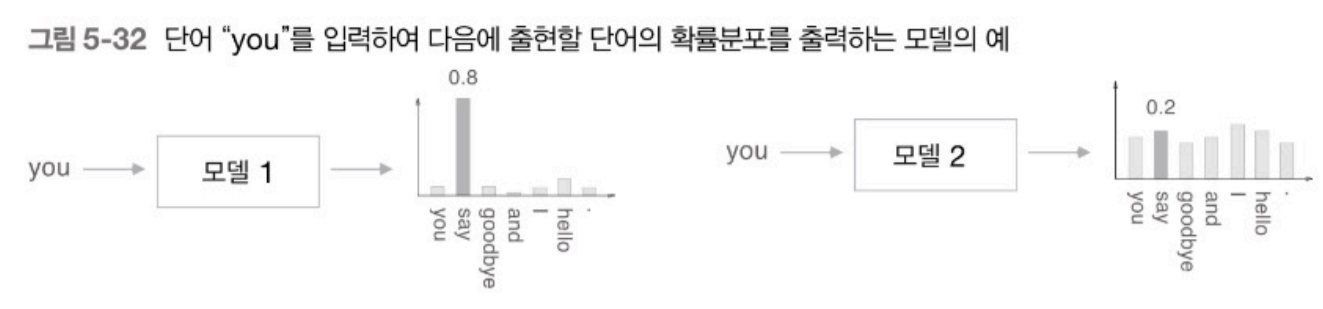 그림 5-32 단어 “you”를 입력하여 다음에 출현할 단어의 확률분포를 출력하는 모델의 예
you
모델 1
0.8
you
say
goodbye
and
I
hello
.
you
모델 2
0.2
you
say
goodbye
and
I
hello
.